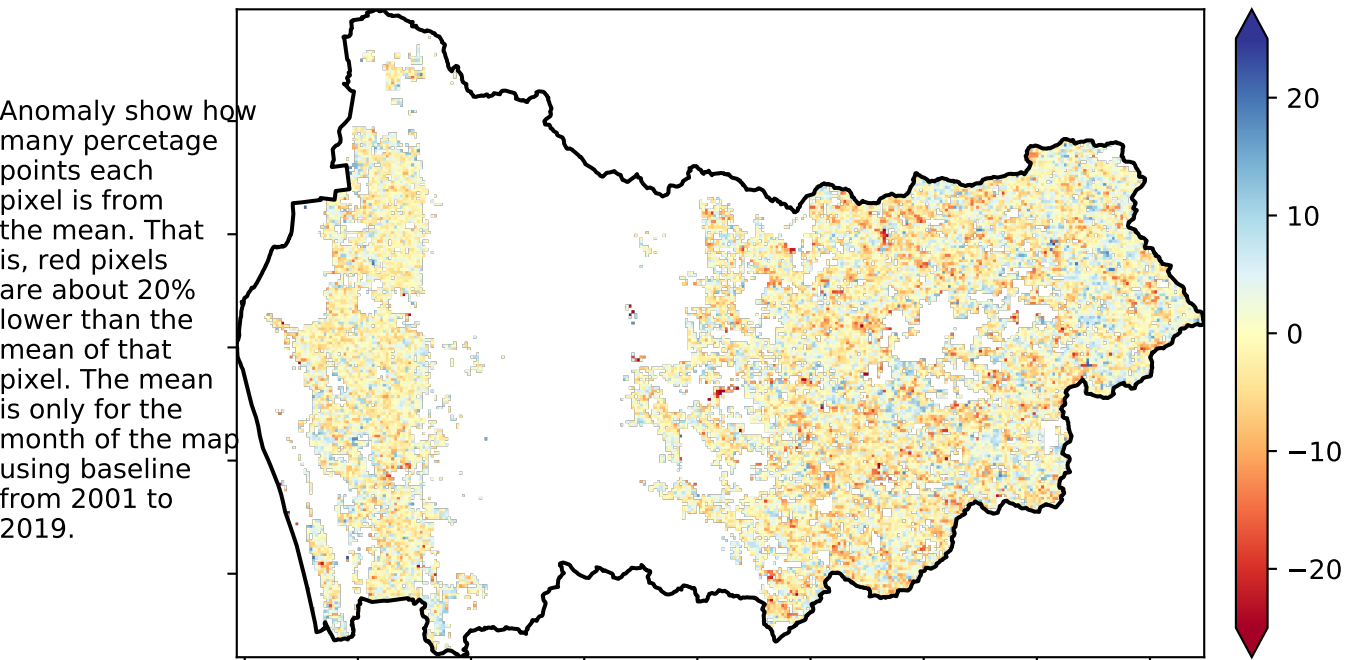 Anomaly show how
many percetage
points each
pixel is from
the mean. That
is, red pixels
are about 20%
lower than the
mean of that
pixel. The mean
is only for the
month of the map
using baseline
from 2001 to
2019.
20
10
0
−10
−20